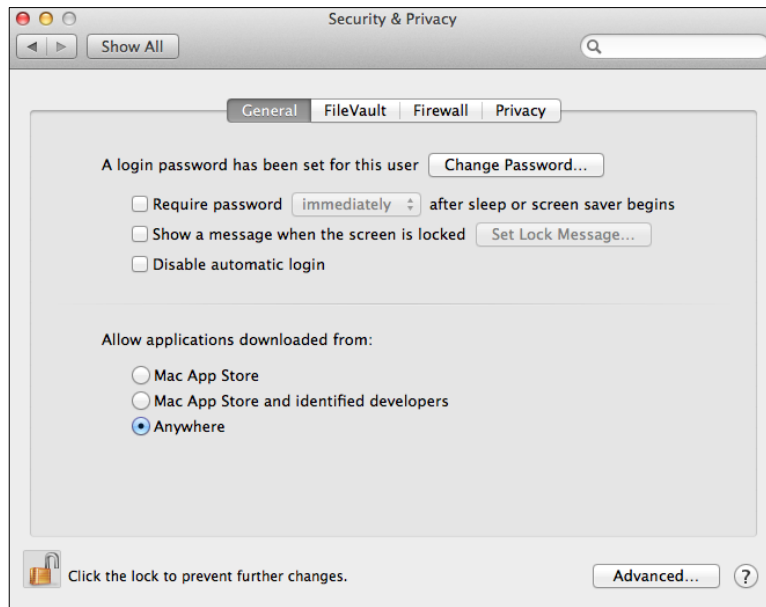 Security & Privacy
Show All
General FileVault Firewall Privacy
A login password has been set for this user Change Password...
Require password immediately after sleep or screen saver begins
Show a message when the screen is locked Set Lock Message...
Disable automatic login
Allow applications downloaded from:
Mac App Store
Mac App Store and identified developers
Anywhere
Click the lock to prevent further changes. Advanced... ?